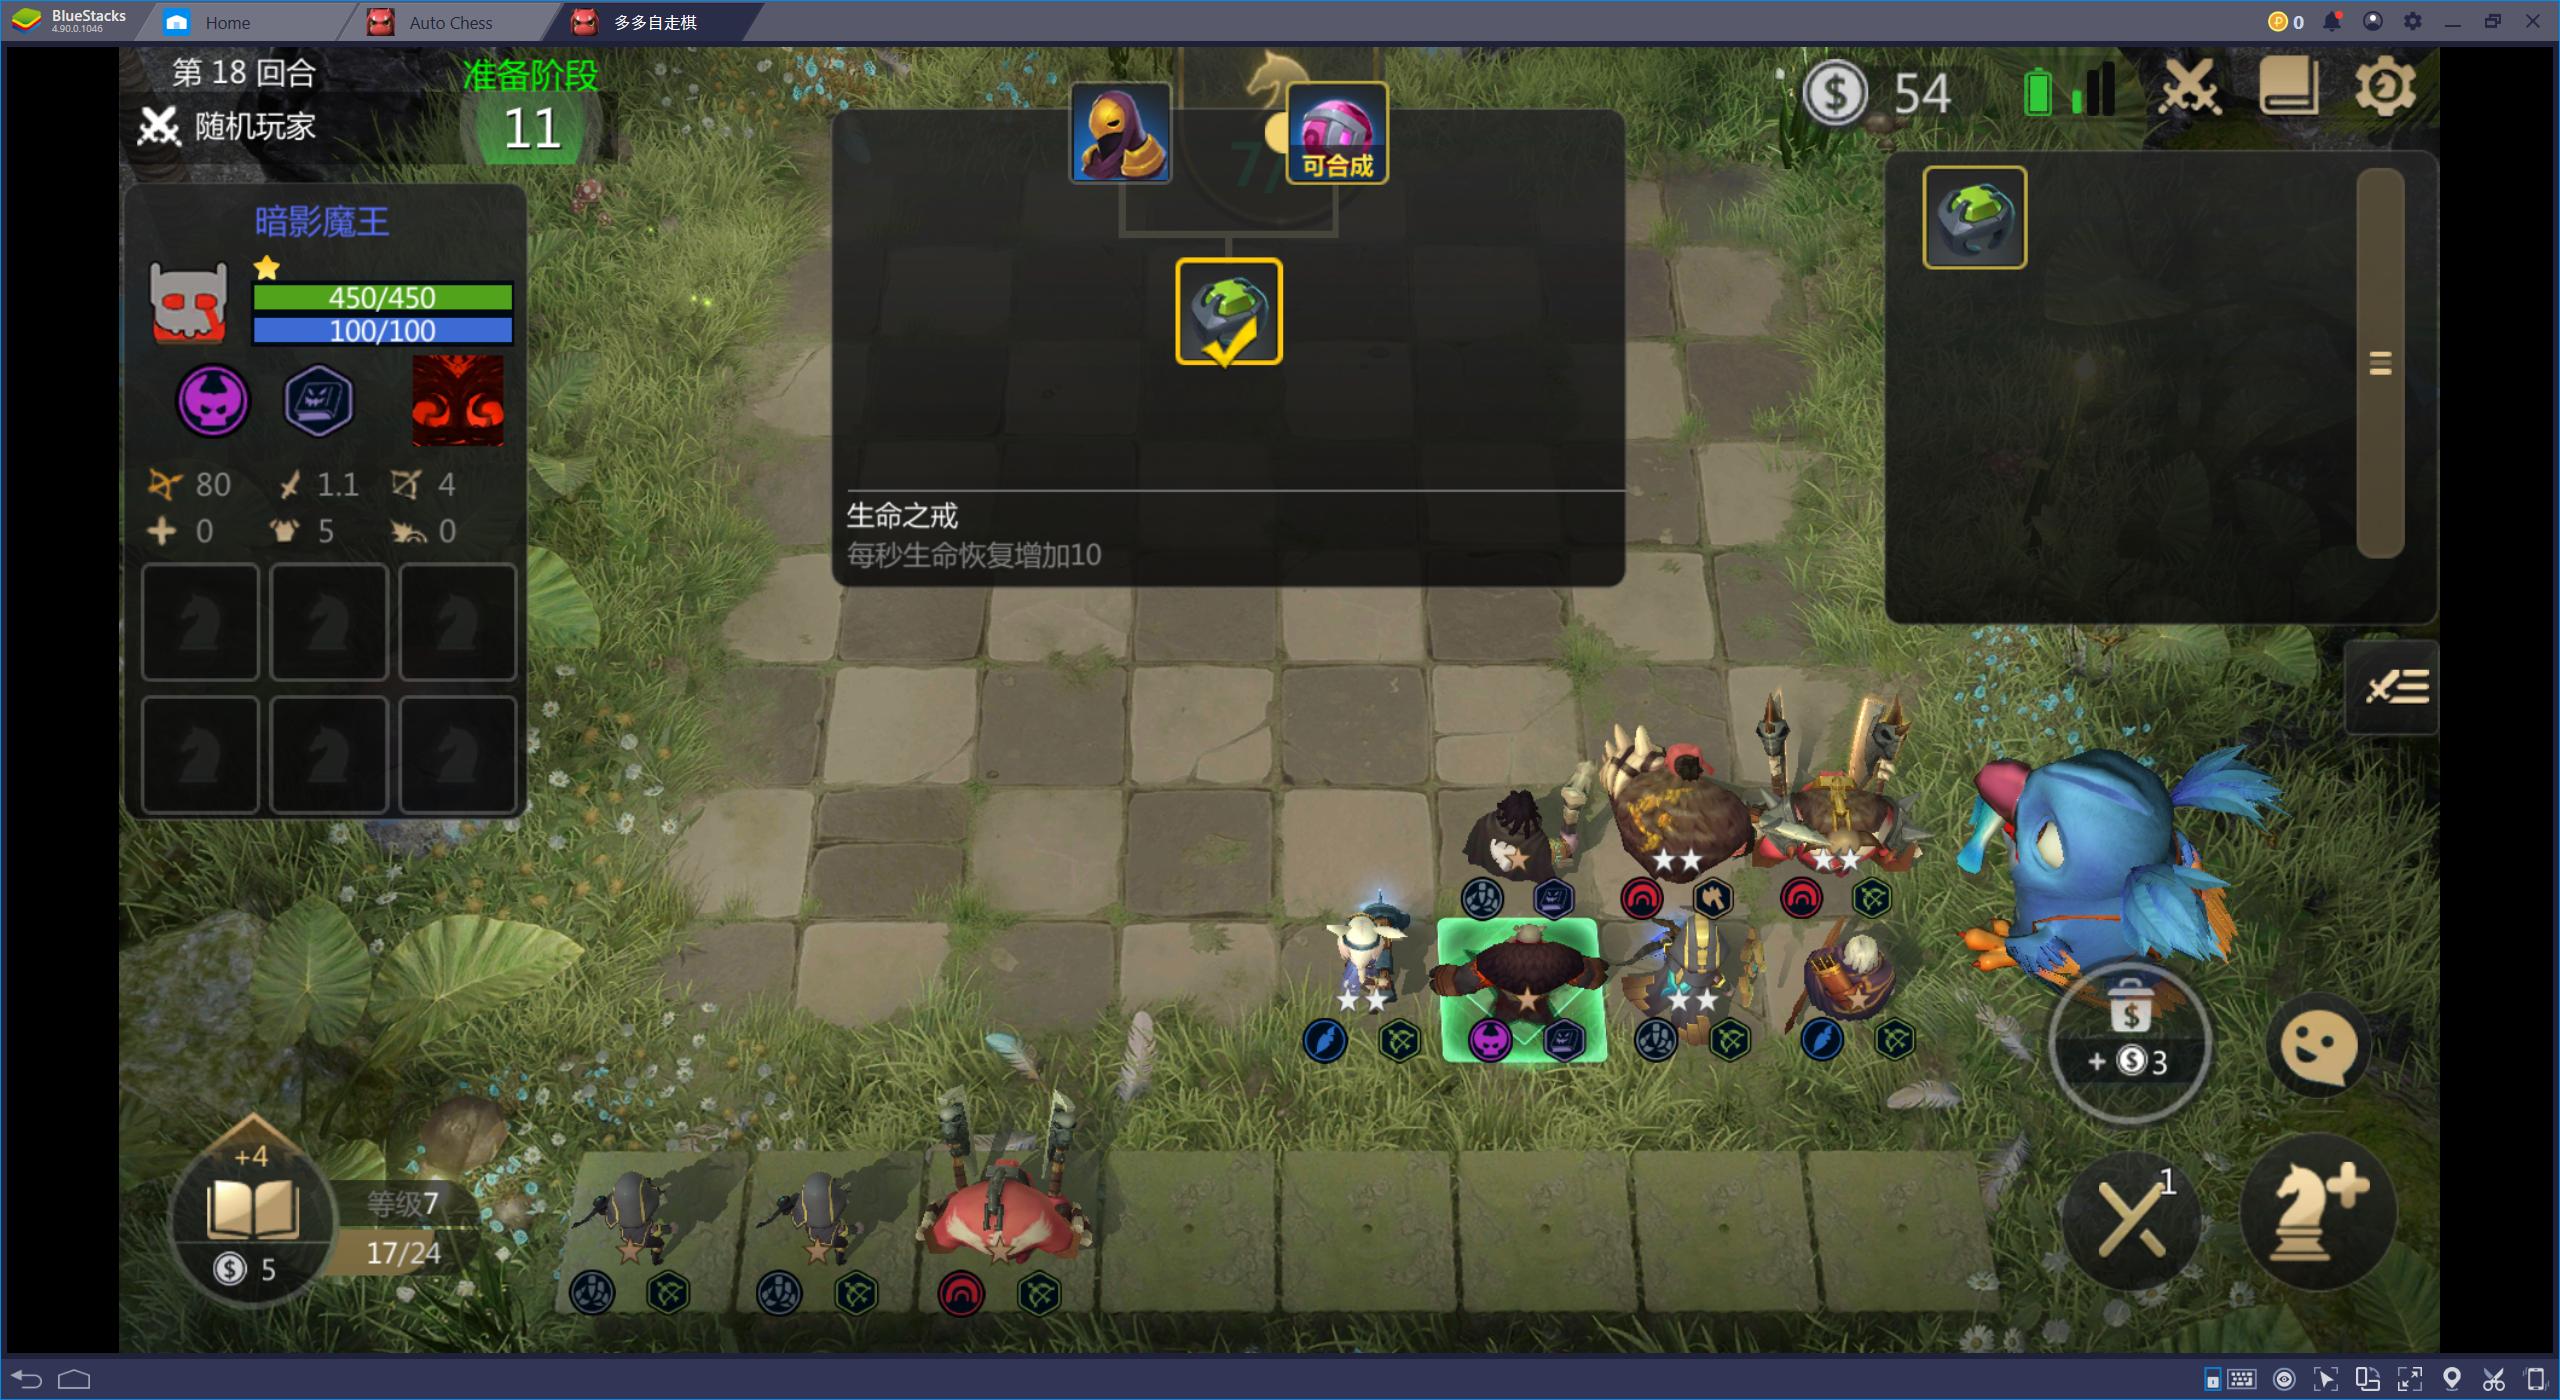 BlueStacks
4.90.0.1046
Home
Auto Chess
多多自走棋
0
第 18 回合
准备阶段
随机玩家
11
可合成
7/
54
暗影魔王
450/450
100/100
80
1.1
4
0
5
0
生命之戒
每秒生命恢复增加10
+ 3
+4
等级7
17/24
5
1